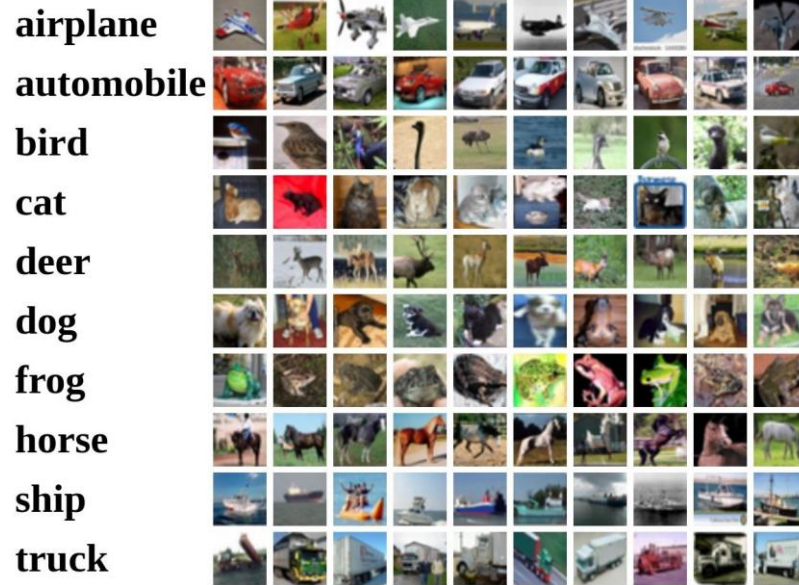 airplane
automobile
bird
cat
deer
dog
frog
horse
ship
truck